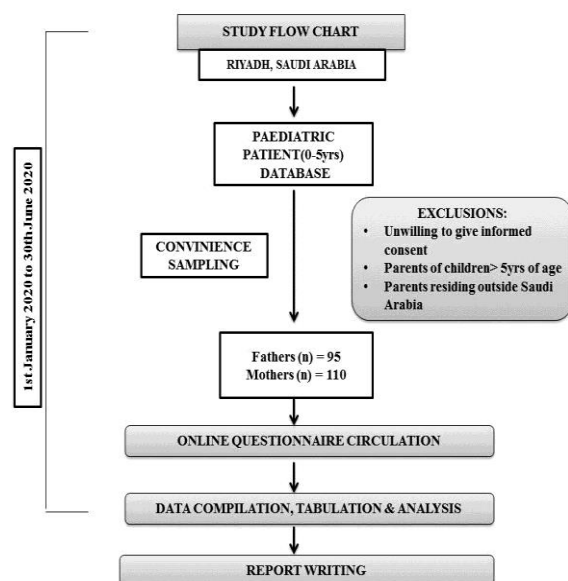 STUDY FLOW CHART
RIYADH, SAUDI ARABIA
1st January 2020 to 30th June 2020
PAEDIATRIC
PATIENT(0-5yrs)
DATABASE
CONVINIENCE
SAMPLING
EXCLUSIONS:
• Unwilling to give informed
consent
• Parents of children> 5yrs of age
• Parents residing outside Saudi
Arabia
Fathers (n) = 95
Mothers (n) = 110
ONLINE QUESTIONNAIRE CIRCULATION
DATA COMPILATION, TABULATION & ANALYSIS
REPORT WRITING